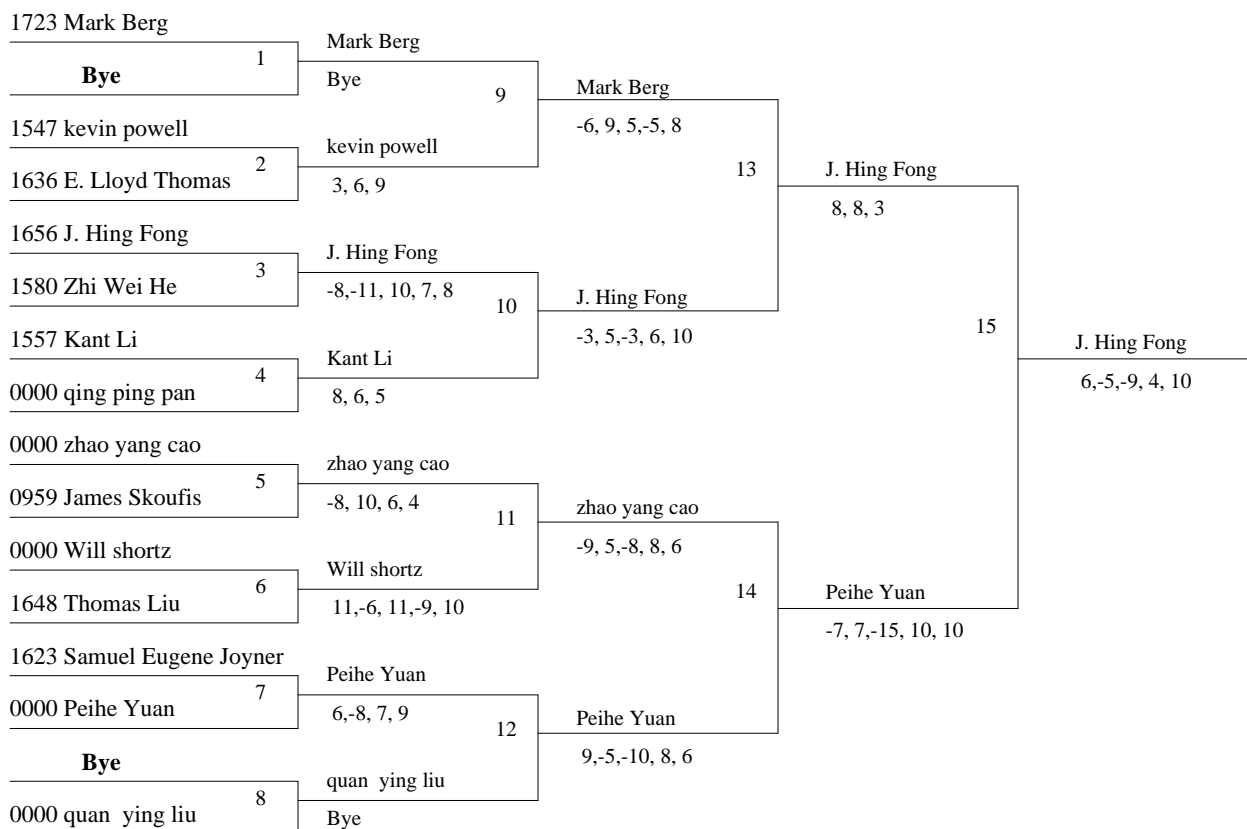 1723 Mark Berg
1
Bye
1547 kevin powell
2
1636 E. Lloyd Thomas
1656 J. Hing Fong
3
1580 Zhi Wei He
1557 Kant Li
4
0000 qing ping pan
0000 zhao yang cao
5
0959 James Skoufis
0000 Will shortz
6
1648 Thomas Liu
1623 Samuel Eugene Joyner
7
0000 Peihe Yuan
Bye
8
0000 quan  ying liu
Mark Berg
Bye
9
kevin powell
3, 6, 9
J. Hing Fong
-8,-11, 10, 7, 8
10
Kant Li
8, 6, 5
zhao yang cao
-8, 10, 6, 4
11
Will shortz
11,-6, 11,-9, 10
Peihe Yuan
6,-8, 7, 9
12
quan  ying liu
Bye
Mark Berg
-6, 9, 5,-5, 8
13
J. Hing Fong
-3, 5,-3, 6, 10
zhao yang cao
-9, 5,-8, 8, 6
14
Peihe Yuan
9,-5,-10, 8, 6
J. Hing Fong
8, 8, 3
15
Peihe Yuan
-7, 7,-15, 10, 10
J. Hing Fong
6,-5,-9, 4, 10